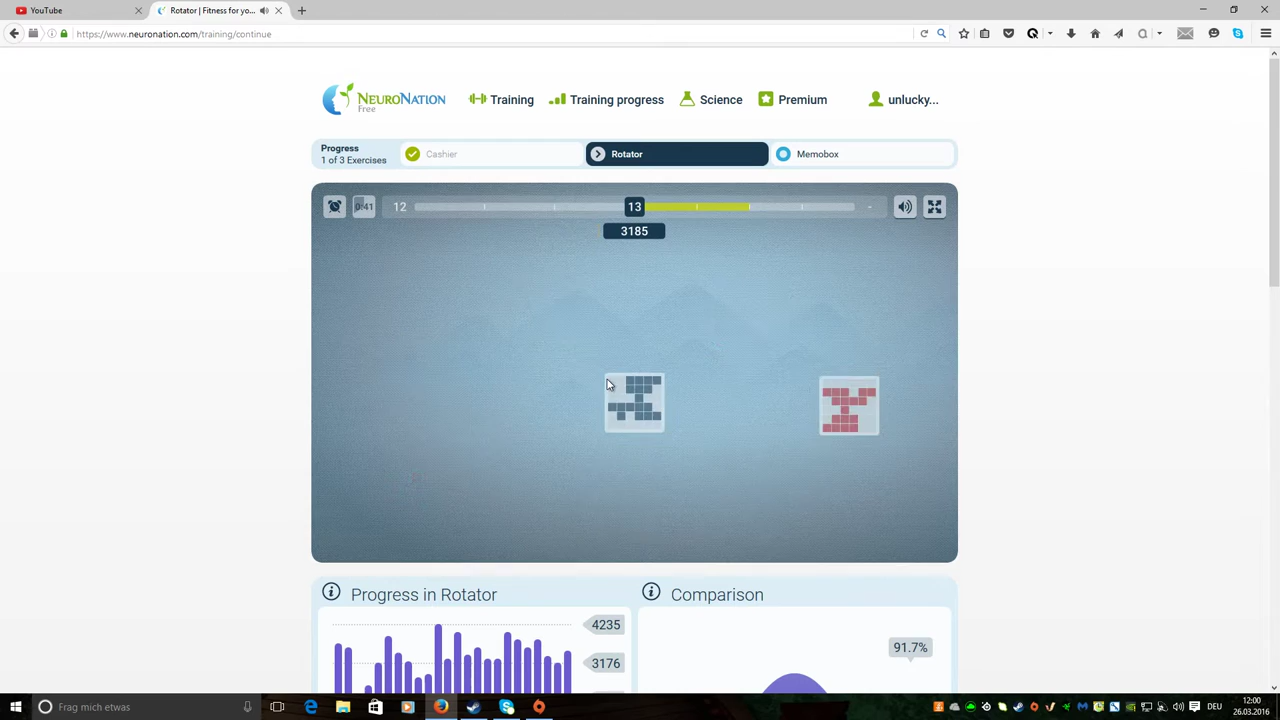 YouTube
Rotator | Fitness for yo...
https://www.neuronation.com/training/continue
NEURONATION
Free
Training
Training progress
Science
Premium
unlucky...
Progress
1 of 3 Exercises
Cashier
Rotator
Memobox
0:41
12
13
-
3185
Progress in Rotator
Comparison
4235
3176
91.7%
Frag mich etwas
DEU
12:00
26.03.2016